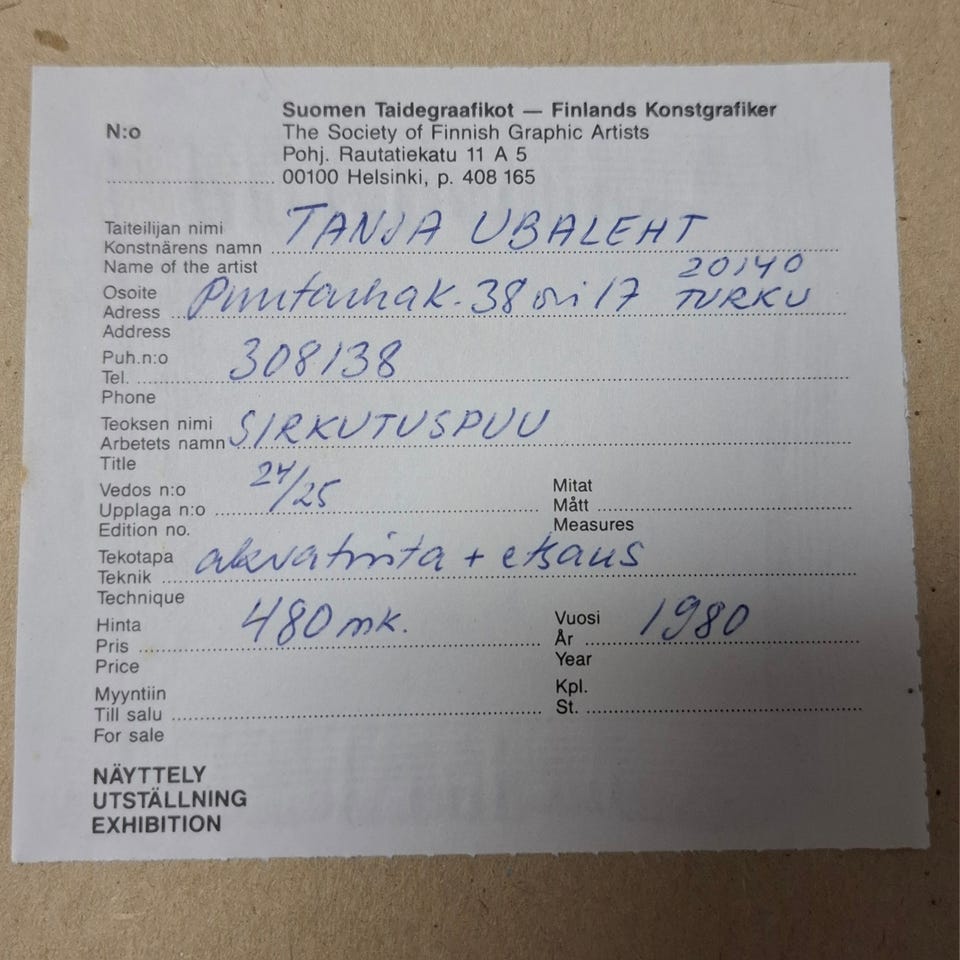 Suomen Taidegraafikot — Finlands Konstgrafiker
N:o The Society of Finnish Graphic Artists
Pohj. Rautatiekatu 11 A 5
00100 Helsinki, p. 408 165
Taiteilijan nimi
Konstnärens namn TANJA UBALEHT
Name of the artist
20140
Osoite
Adress 38 17 TURKU
Address
Puh.n:o
Tel. 308138
Phone
Teoksen nimi
Arbetets namn SIRKUTUSPUU
Title
Vedos n:o 24/25 Mitat
Upplaga n:o Mått
Edition no. Measures
Tekotapa akvatinta + etsaus
Teknik
Technique
Hinta 480 mk. Vuosi 1980
Pris År
Price Year
Myyntiin Kpl.
Till salu St.
For sale
NÄYTTELY
UTSTÄLLNING
EXHIBITION